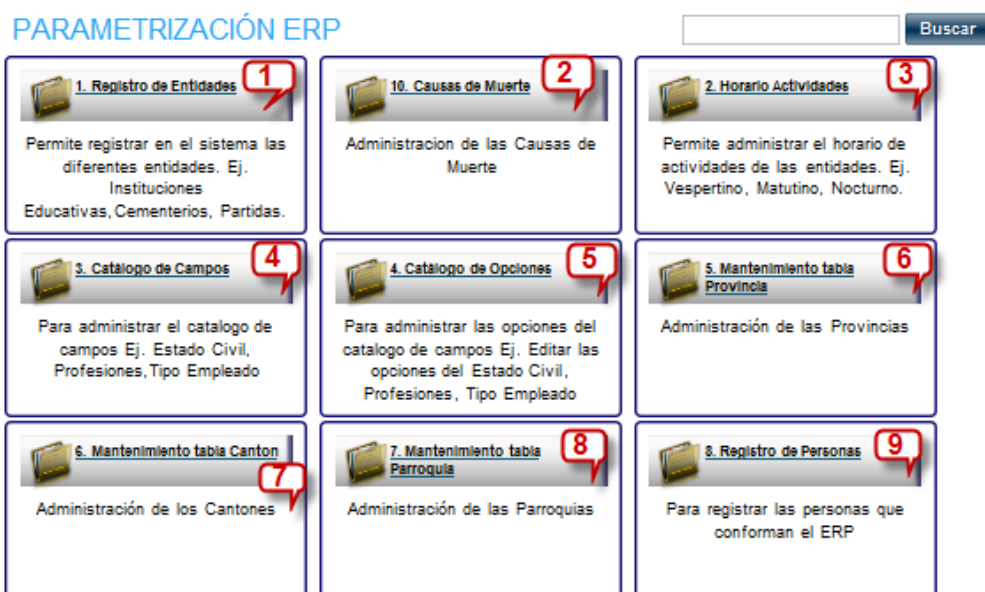 PARAMETRIZACIÓN ERP
Buscar
1. Registro de Entidades
1
Permite registrar en el sistema las
diferentes entidades. Ej.
Instituciones
Educativas,Cementerios, Partidas.
10. Causas de Muerte
2
Administracion de las Causas de
Muerte
2. Horario Actividades
3
Permite administrar el horario de
actividades de las entidades. Ej.
Vespertino, Matutino, Nocturno.
3. Catálogo de Campos
4
Para administrar el catalogo de
campos Ej. Estado Civil,
Profesiones,Tipo Empleado
4. Catálogo de Opciones
5
Para administrar las opciones del
catalogo de campos Ej. Editar las
opciones del Estado Civil,
Profesiones, Tipo Empleado
5. Mantenimiento tabla
Provincia
6
Administración de las Provincias
6. Mantenimiento tabla Canton
7
Administración de los Cantones
7. Mantenimiento tabla
Parroquia
8
Administración de las Parroquias
8. Registro de Personas
9
Para registrar las personas que
conforman el ERP